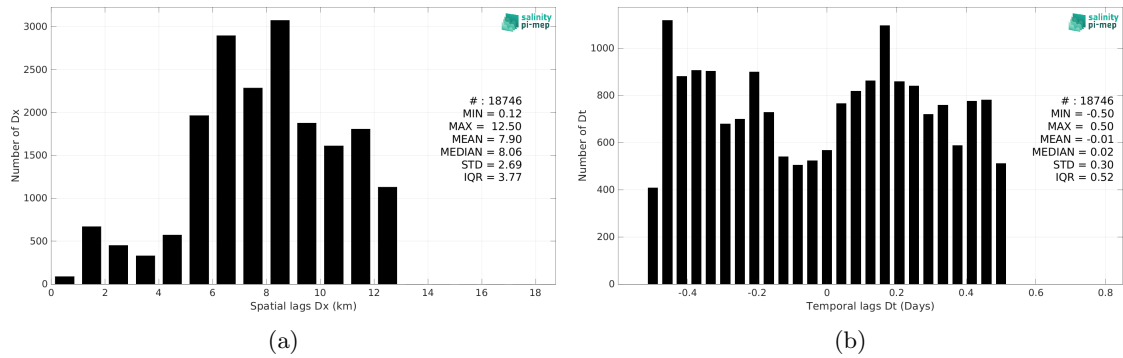 salinity
pi-mep
3000
2500
2000
1500
1000
500
0
Number of Dx
# : 18746
MIN = 0.12
MAX = 12.50
MEAN = 7.90
MEDIAN = 8.06
STD = 2.69
IQR = 3.77
0 2 4 6 8 10 12 14 16 18
Spatial lags Dx (km)
(a)
salinity
pi-mep
1000
800
600
400
200
0
Number of Dt
# : 18746
MIN = -0.50
MAX = 0.50
MEAN = -0.01
MEDIAN = 0.02
STD = 0.30
IQR = 0.52
-0.4 -0.2 0 0.2 0.4 0.6 0.8
Temporal lags Dt (Days)
(b)